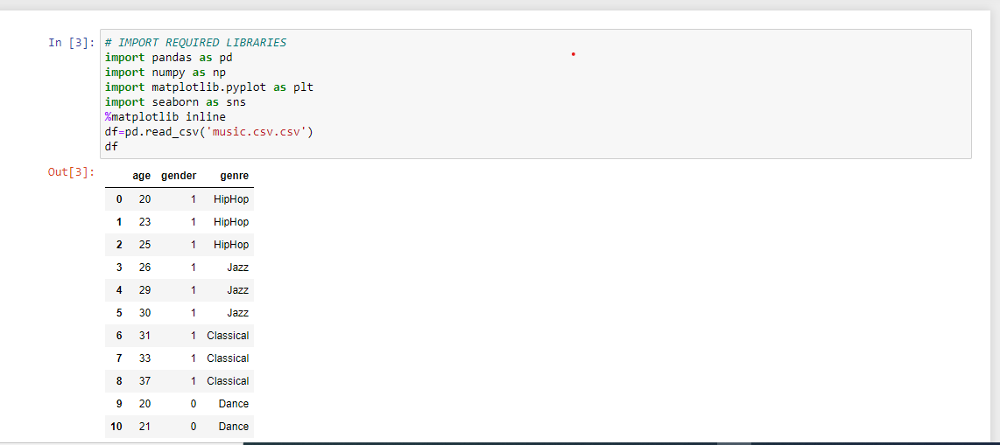 In [3]: # IMPORT REQUIRED LIBRARIES
import pandas as pd
import numpy as np
import matplotlib.pyplot as plt
import seaborn as sns
%matplotlib inline
df=pd.read_csv('music.csv.csv')
df
Out[3]:
age gender genre
0 20 1 HipHop
1 23 1 HipHop
2 25 1 HipHop
3 26 1 Jazz
4 29 1 Jazz
5 30 1 Jazz
6 31 1 Classical
7 33 1 Classical
8 37 1 Classical
9 20 0 Dance
10 21 0 Dance